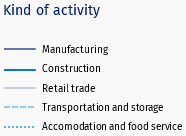 Kind of activity
Manufacturing
Construction
Retail trade
Transportation and storage
Accomodation and food service